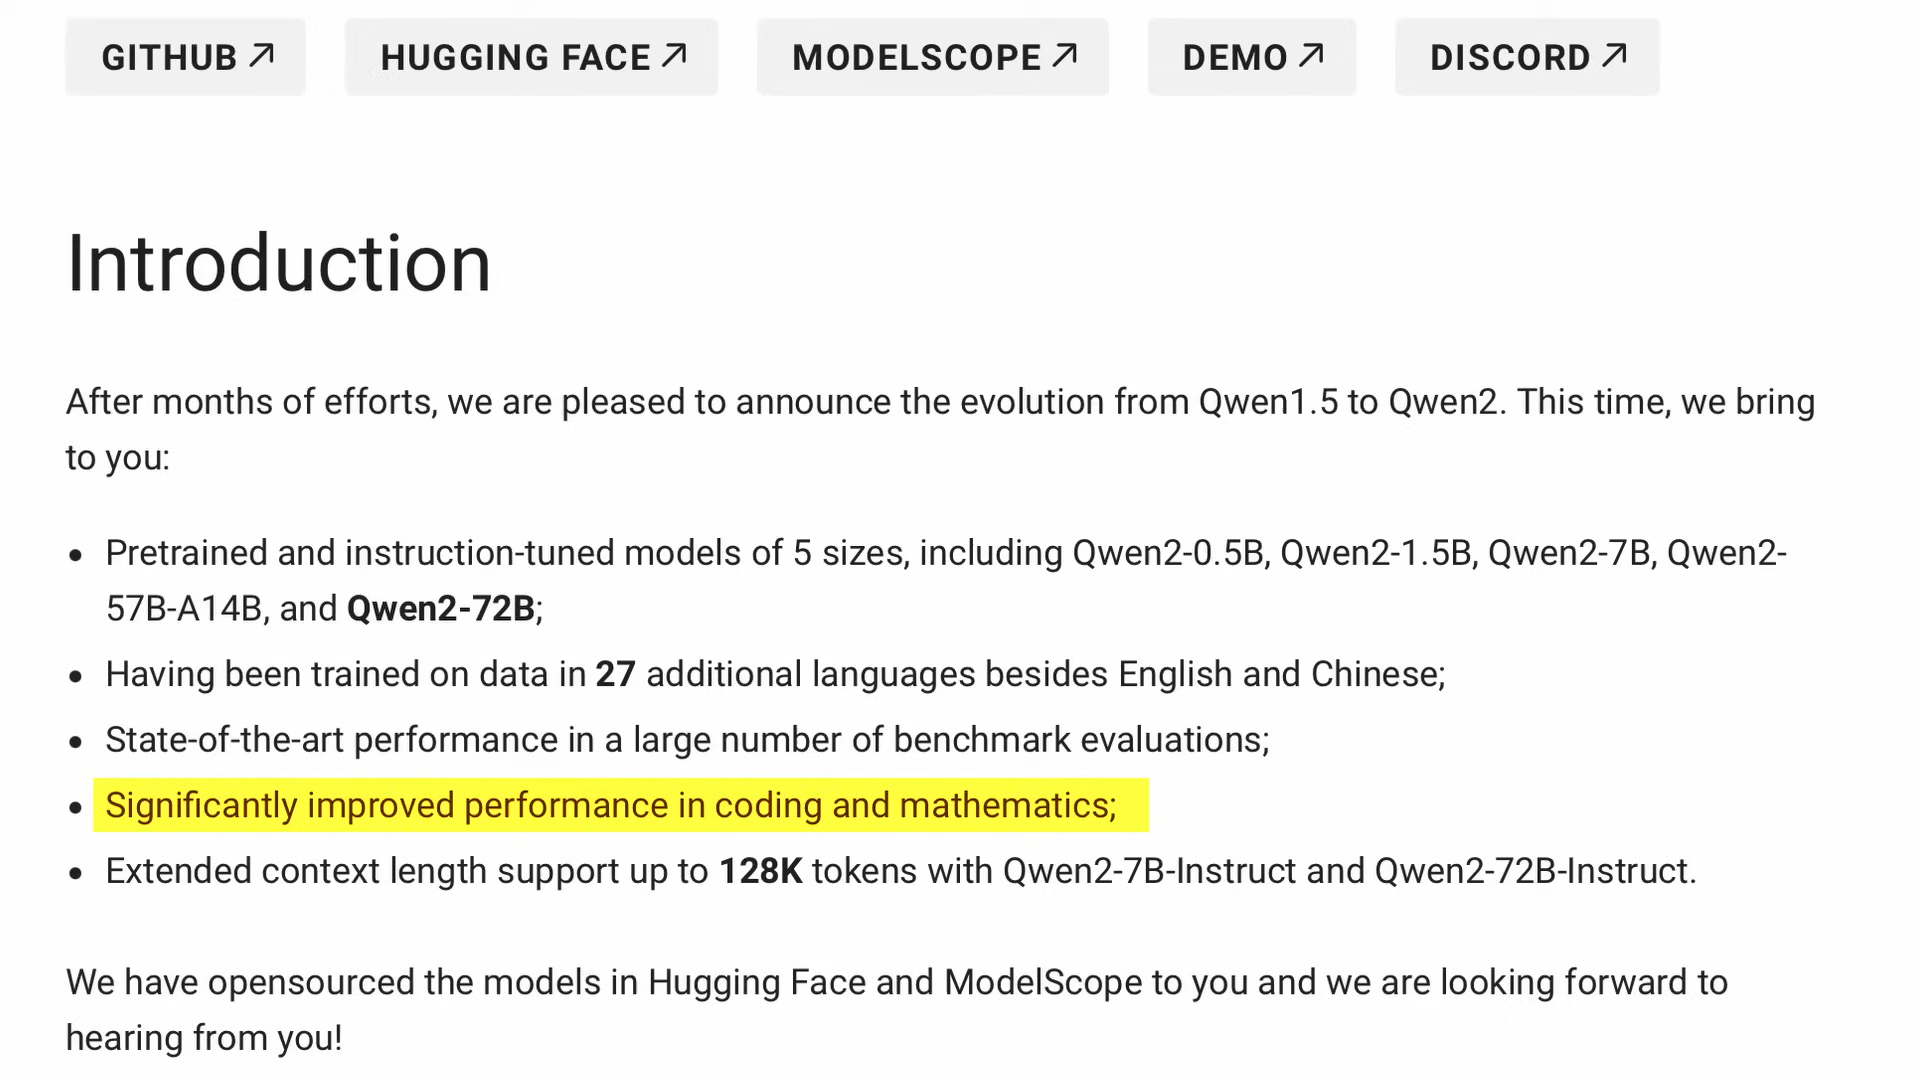 GITHUB ↗ HUGGING FACE ↗ MODELSCOPE ↗ DEMO ↗ DISCORD ↗
Introduction
After months of efforts, we are pleased to announce the evolution from Qwen1.5 to Qwen2. This time, we bring
to you:
• Pretrained and instruction-tuned models of 5 sizes, including Qwen2-0.5B, Qwen2-1.5B, Qwen2-7B, Qwen2-
57B-A14B, and Qwen2-72B;
• Having been trained on data in 27 additional languages besides English and Chinese;
• State-of-the-art performance in a large number of benchmark evaluations;
• Significantly improved performance in coding and mathematics;
• Extended context length support up to 128K tokens with Qwen2-7B-Instruct and Qwen2-72B-Instruct.
We have opensourced the models in Hugging Face and ModelScope to you and we are looking forward to
hearing from you!